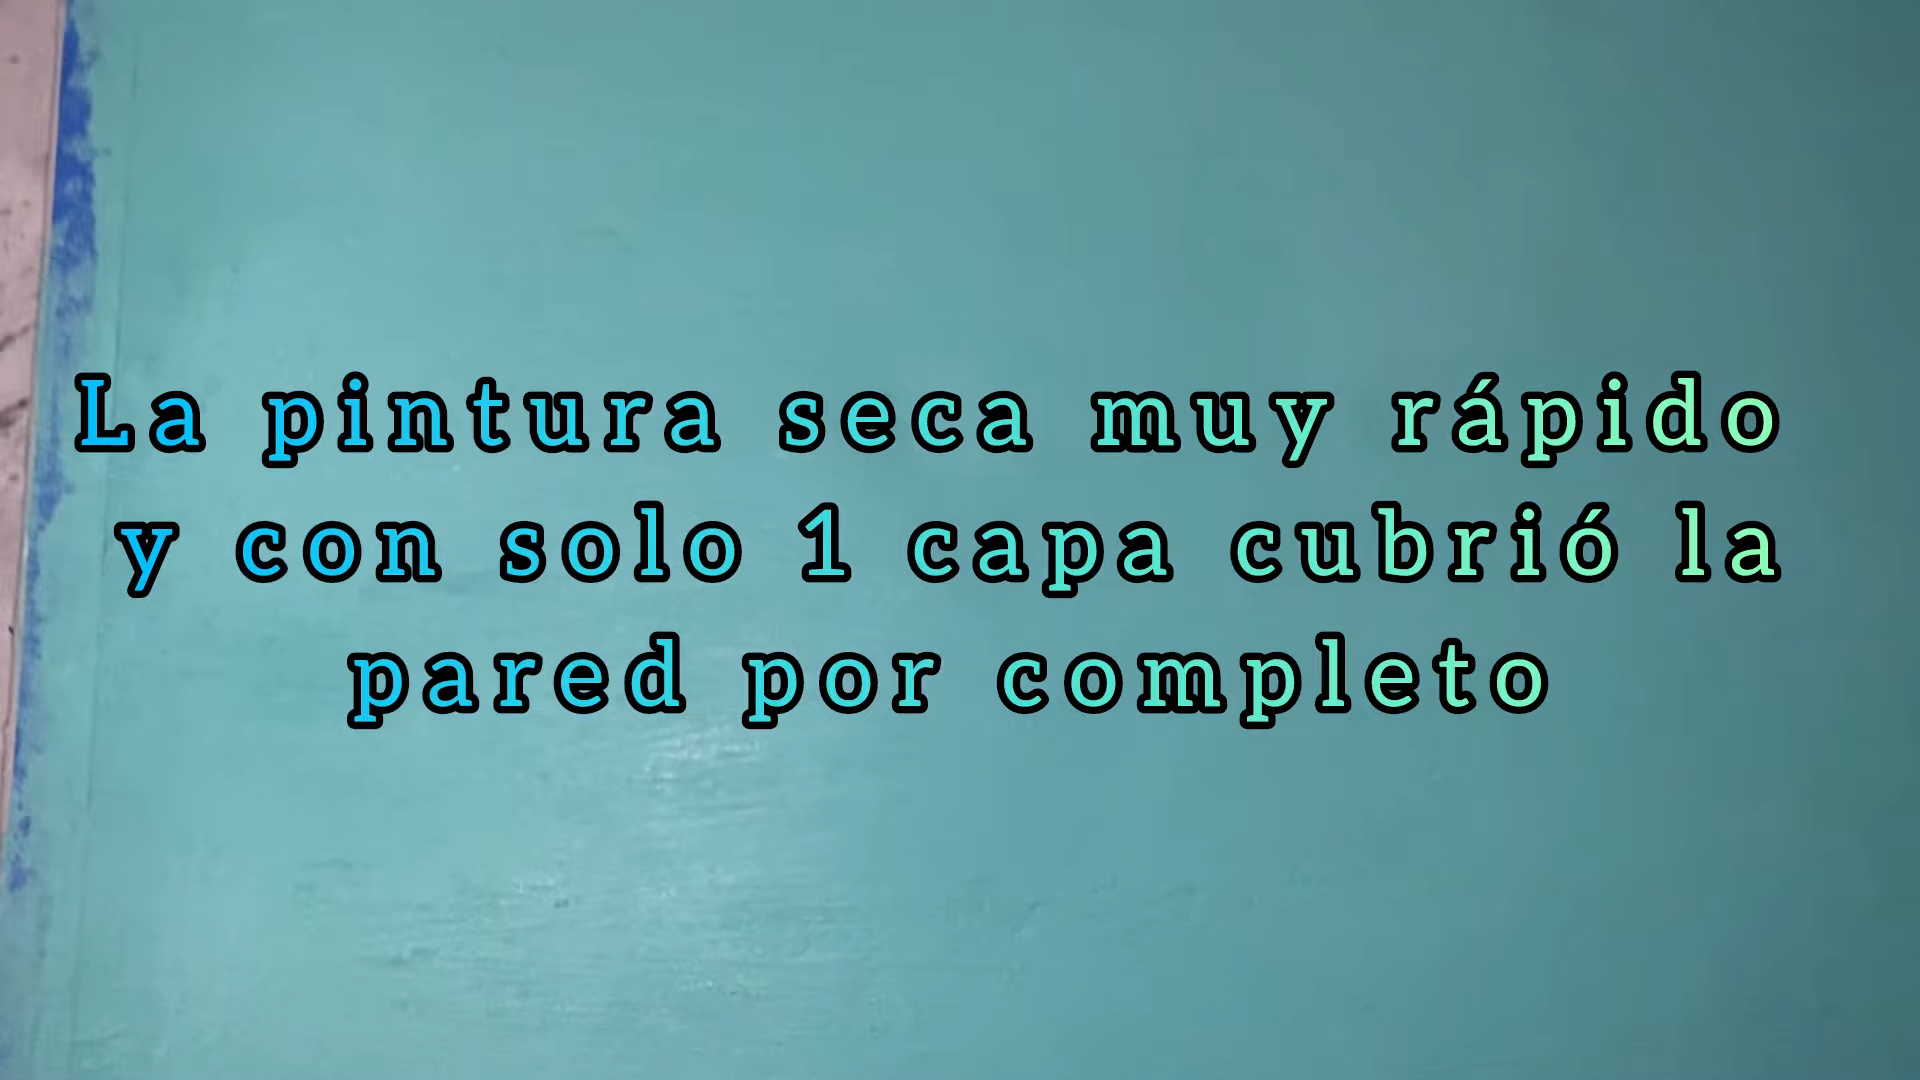 La pintura seca muy rápido
y con solo 1 capa cubrió la
pared por completo